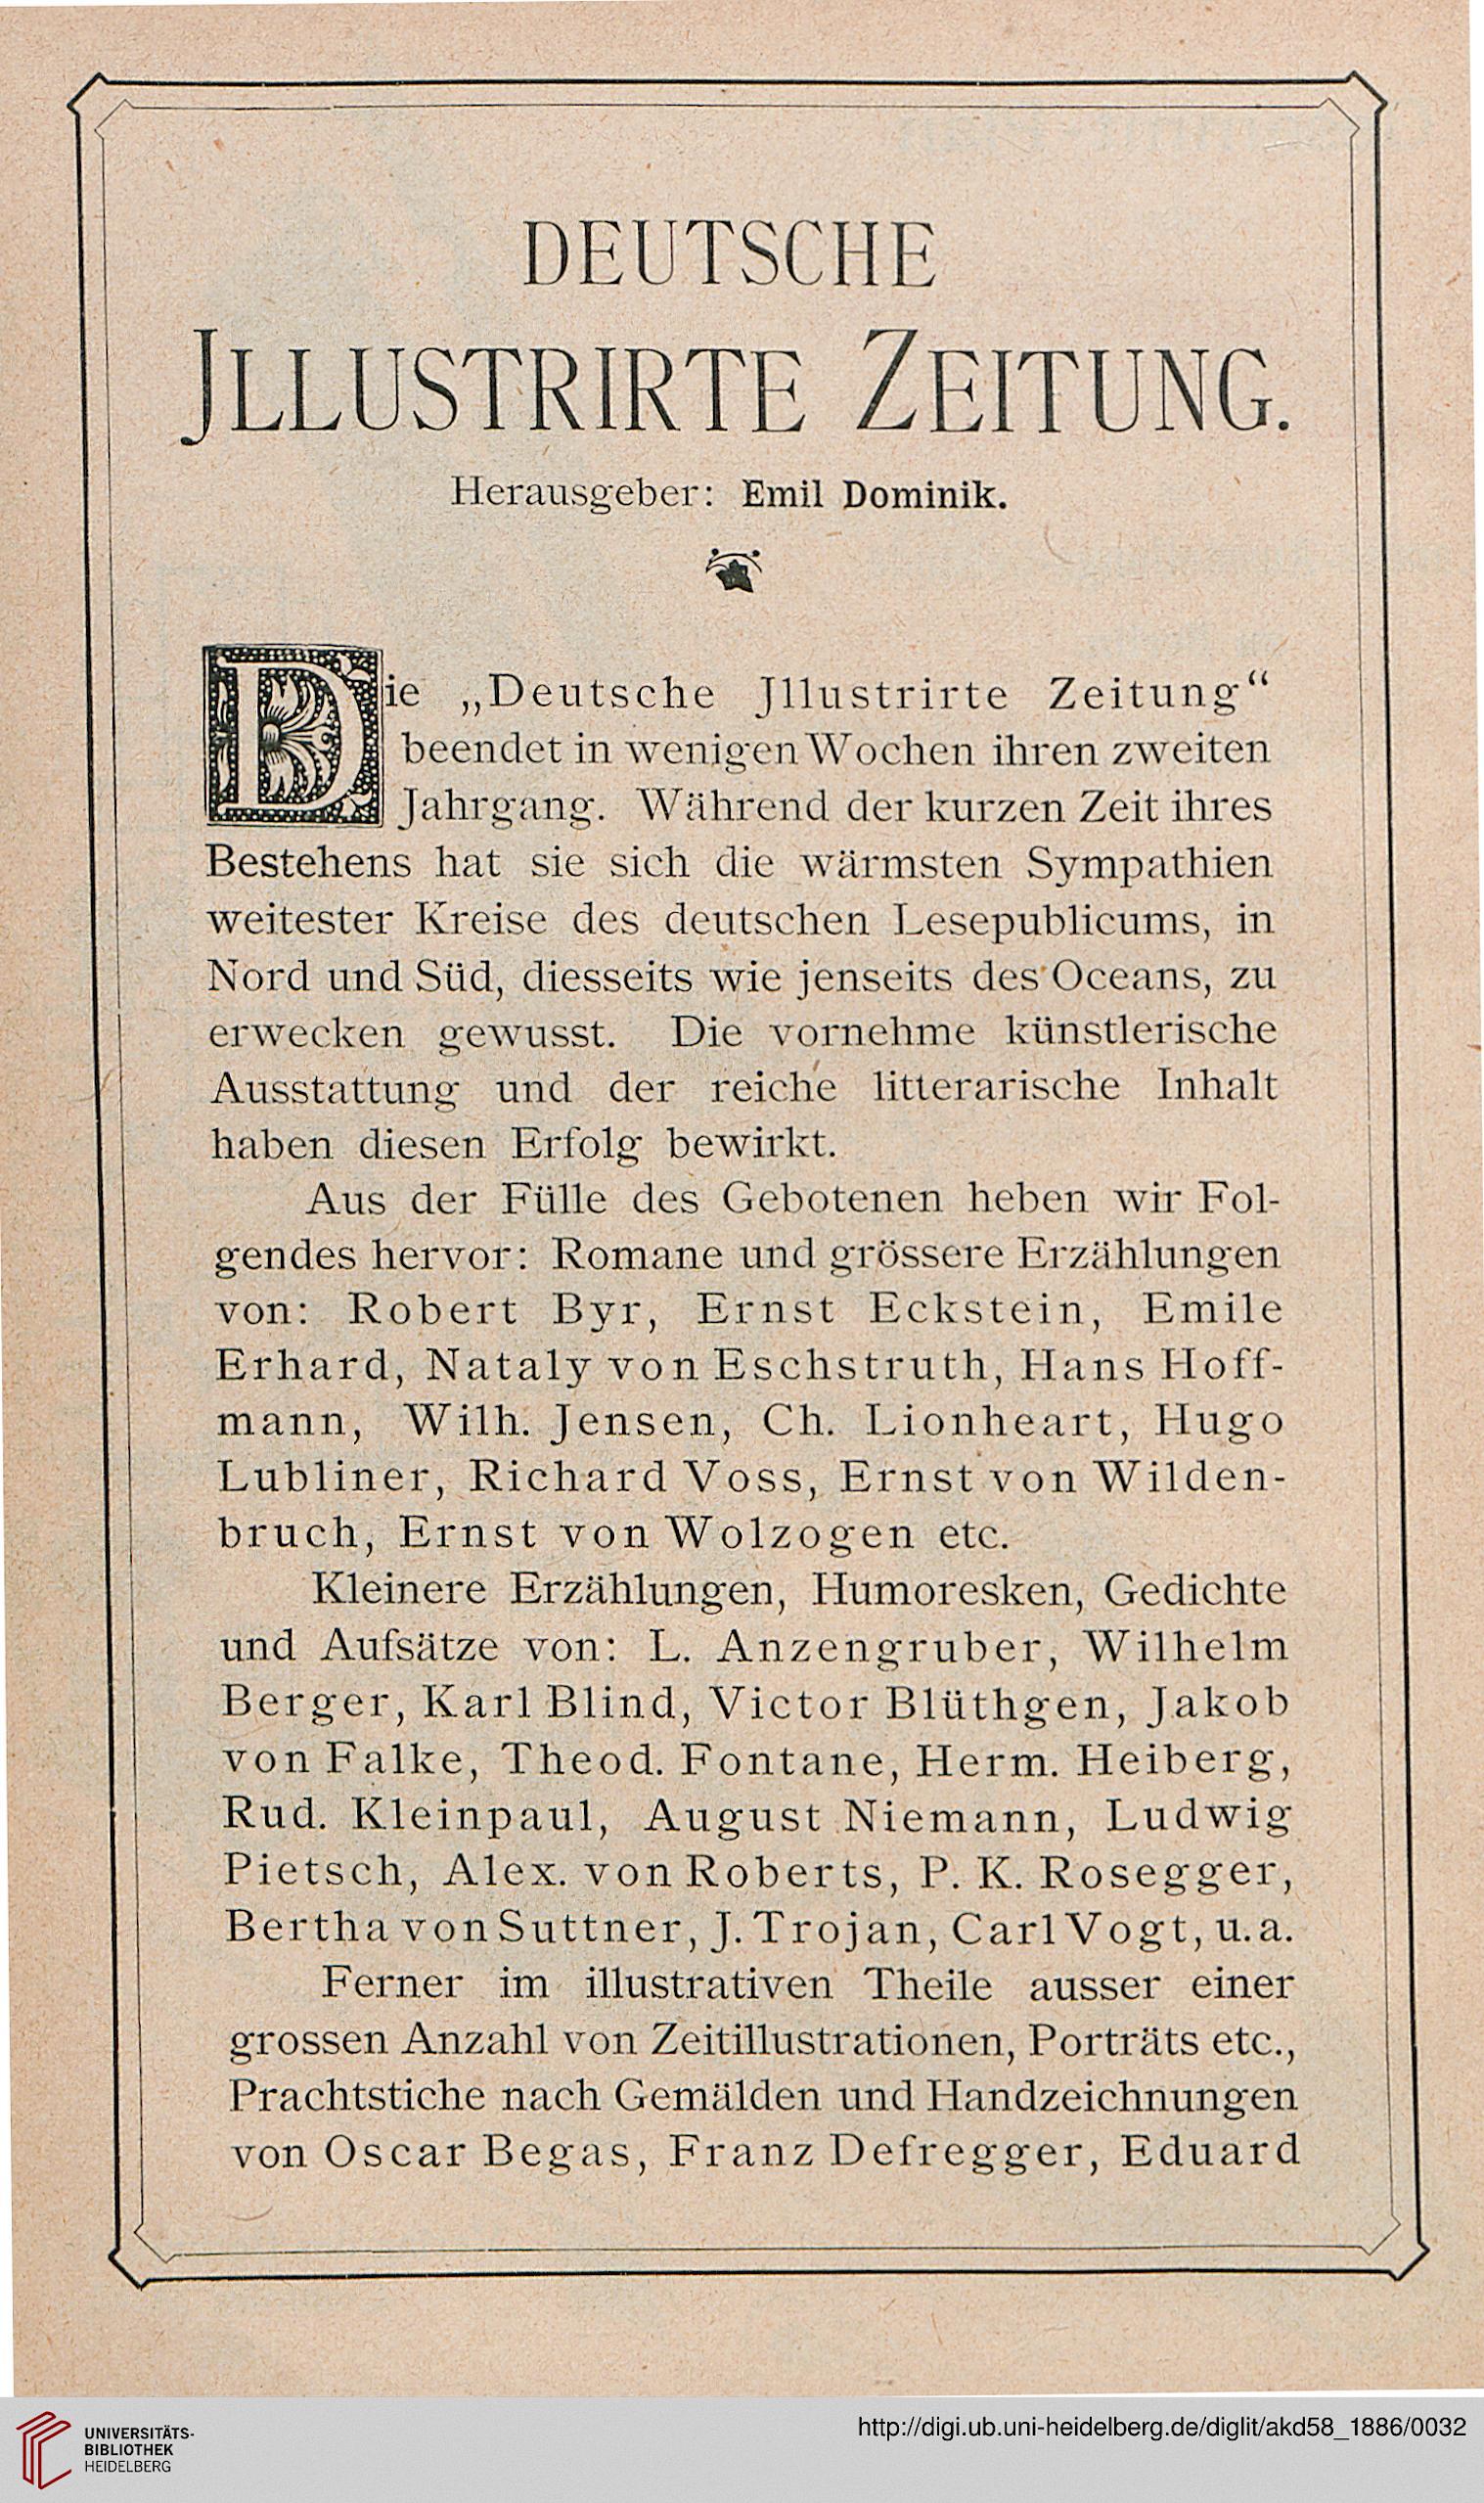 DEUTSCHE
JLLUSTRIRTE ZEITUNG.
Herausgeber: Emil Dominik.
Die „Deutsche Jllustrirte Zeitung“
beendet in wenigen Wochen ihren zweiten
Jahrgang. Während der kurzen Zeit ihres
Bestehens hat sie sich die wärmsten Sympathien
weitester Kreise des deutschen Lesepublicums, in
Nord und Süd, diesseits wie jenseits des Oceans, zu
erwecken gewusst. Die vornehme künstlerische
Ausstattung und der reiche litterarische Inhalt
haben diesen Erfolg bewirkt.
Aus der Fülle des Gebotenen heben wir Fol-
gendes hervor: Romane und grössere Erzählungen
von: Robert Byr, Ernst Eckstein, Emile
Erhard, Nataly von Eschstruth, Hans Hoff-
mann, Wilh. Jensen, Ch. Lionheart, Hugo
Lubliner, Richard Voss, Ernst von Wilden-
bruch, Ernst von Wolzogen etc.
Kleinere Erzählungen, Humoresken, Gedichte
und Aufsätze von: L. Anzengruber, Wilhelm
Berger, Karl Blind, Victor Blüthgen, Jakob
von Falke, Theod. Fontane, Herm. Heiberg,
Rud. Kleinpaul, August Niemann, Ludwig
Pietsch, Alex. von Roberts, P. K. Rosegger,
Bertha von Suttner, J. Trojan, Carl Vogt, u. a.
Ferner im illustrativen Theile ausser einer
grossen Anzahl von Zeitillustrationen, Porträts etc.,
Prachtstiche nach Gemälden und Handzeichnungen
von Oscar Begas, Franz Defregger, Eduard
UNIVERSITÄTS-
BIBLIOTHEK
HEIDELBERG
http://digi.ub.uni-heidelberg.de/diglit/akd58_1886/0032